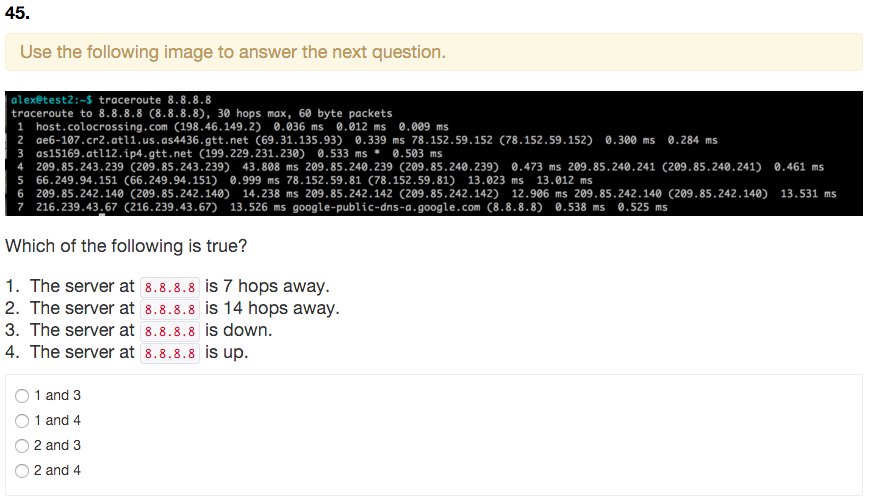 45.
Use the following image to answer the next question.
alex@test2:~$ traceroute 8.8.8.8
traceroute to 8.8.8.8 (8.8.8.8), 30 hops max, 60 byte packets
1 host.colocrossing.com (198.46.149.2) 0.036 ms 0.012 ms 0.009 ms
2 ae6-107.cr2.atl1.us.as4436.gtt.net (69.31.135.93) 0.339 ms 78.152.59.152 (78.152.59.152) 0.300 ms 0.284 ms
3 as15169.atl12.ip4.gtt.net (199.229.231.230) 0.533 ms * 0.503 ms
4 209.85.243.239 (209.85.243.239) 43.808 ms 209.85.240.239 (209.85.240.239) 0.473 ms 209.85.240.241 (209.85.240.241) 0.461 ms
5 66.249.94.151 (66.249.94.151) 0.999 ms 78.152.59.81 (78.152.59.81) 13.023 ms 13.012 ms
6 209.85.242.140 (209.85.242.140) 14.238 ms 209.85.242.142 (209.85.242.142) 12.906 ms 209.85.242.140 (209.85.242.140) 13.531 ms
7 216.239.43.67 (216.239.43.67) 13.526 ms google-public-dns-a.google.com (8.8.8.8) 0.538 ms 0.525 ms
Which of the following is true?
1. The server at 8.8.8.8 is 7 hops away.
2. The server at 8.8.8.8 is 14 hops away.
3. The server at 8.8.8.8 is down.
4. The server at 8.8.8.8 is up.
1 and 3
1 and 4
2 and 3
2 and 4